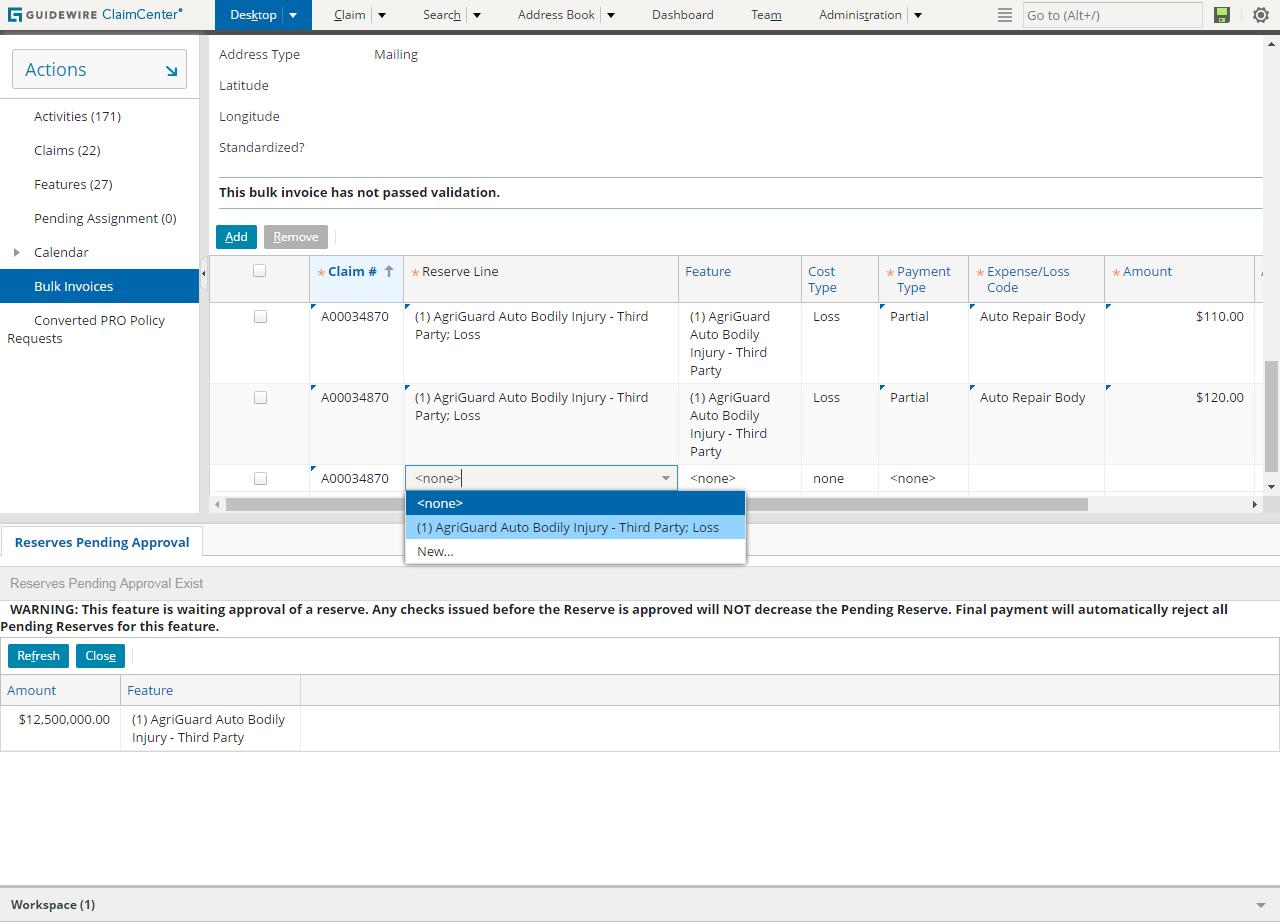 GUIDEWIRE ClaimCenter®
Desktop
Claim
Search
Address Book
Dashboard
Team
Administration
Go to (Alt+/)
Actions
Activities (171)
Claims (22)
Features (27)
Pending Assignment (0)
Calendar
Bulk Invoices
Converted PRO Policy
Requests
Address Type Mailing
Latitude
Longitude
Standardized?
This bulk invoice has not passed validation.
Add Remove
* Claim # * Reserve Line Feature Cost Type * Payment Type * Expense/Loss Code * Amount
A00034870 (1) AgriGuard Auto Bodily Injury - Third Party; Loss (1) AgriGuard Auto Bodily Injury - Third Party Loss Partial Auto Repair Body $110.00
A00034870 (1) AgriGuard Auto Bodily Injury - Third Party; Loss (1) AgriGuard Auto Bodily Injury - Third Party Loss Partial Auto Repair Body $120.00
A00034870 <none> <none> none <none>
<none>
(1) AgriGuard Auto Bodily Injury - Third Party; Loss
New...
Reserves Pending Approval
Reserves Pending Approval Exist
WARNING: This feature is waiting approval of a reserve. Any checks issued before the Reserve is approved will NOT decrease the Pending Reserve. Final payment will automatically reject all
Pending Reserves for this feature.
Refresh Close
Amount Feature
$12,500,000.00 (1) AgriGuard Auto Bodily
Injury - Third Party
Workspace (1)